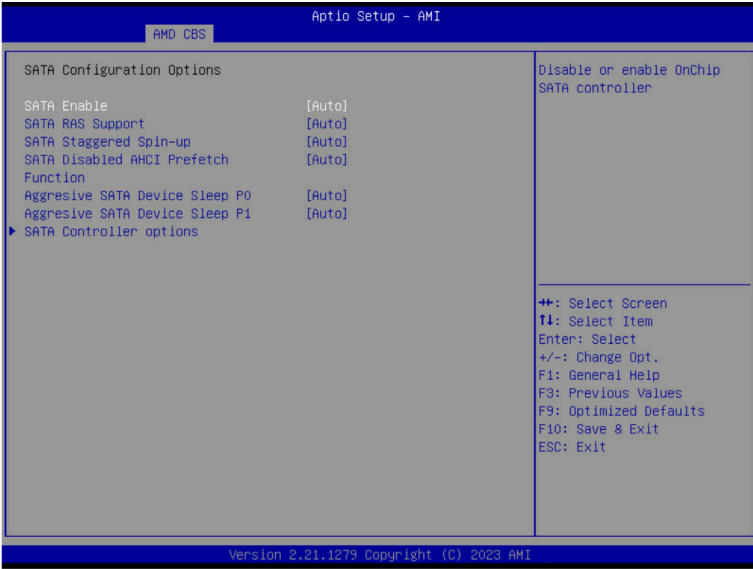 Aptio Setup – AMI
AMD CBS
SATA Configuration Options
SATA Enable [Auto]
SATA RAS Support [Auto]
SATA Staggered Spin-up [Auto]
SATA Disabled AHCI Prefetch [Auto]
Function
Aggresive SATA Device Sleep P0 [Auto]
Aggresive SATA Device Sleep P1 [Auto]
▶ SATA Controller options
Disable or enable OnChip
SATA controller
→←: Select Screen
↑↓: Select Item
Enter: Select
+/-: Change Opt.
F1: General Help
F3: Previous Values
F9: Optimized Defaults
F10: Save & Exit
ESC: Exit
Version 2.21.1279 Copyright (C) 2023 AMI